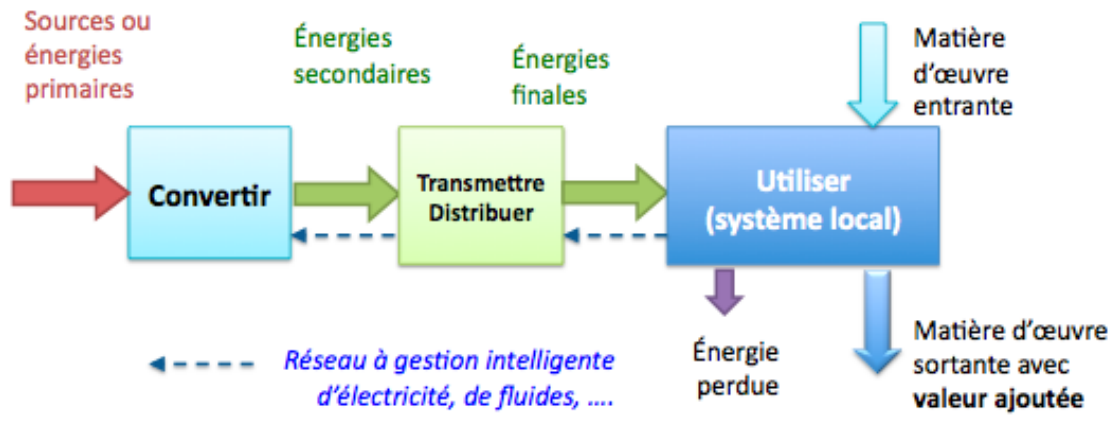 Sources ou
énergies
primaires
Énergies
secondaires
Énergies
finales
Matière
d'œuvre
entrante
Convertir
Transmettre
Distribuer
Utiliser
(système local)
Réseau à gestion intelligente
d'électricité, de fluides, ....
Énergie
perdue
Matière d'œuvre
sortante avec
valeur ajoutée